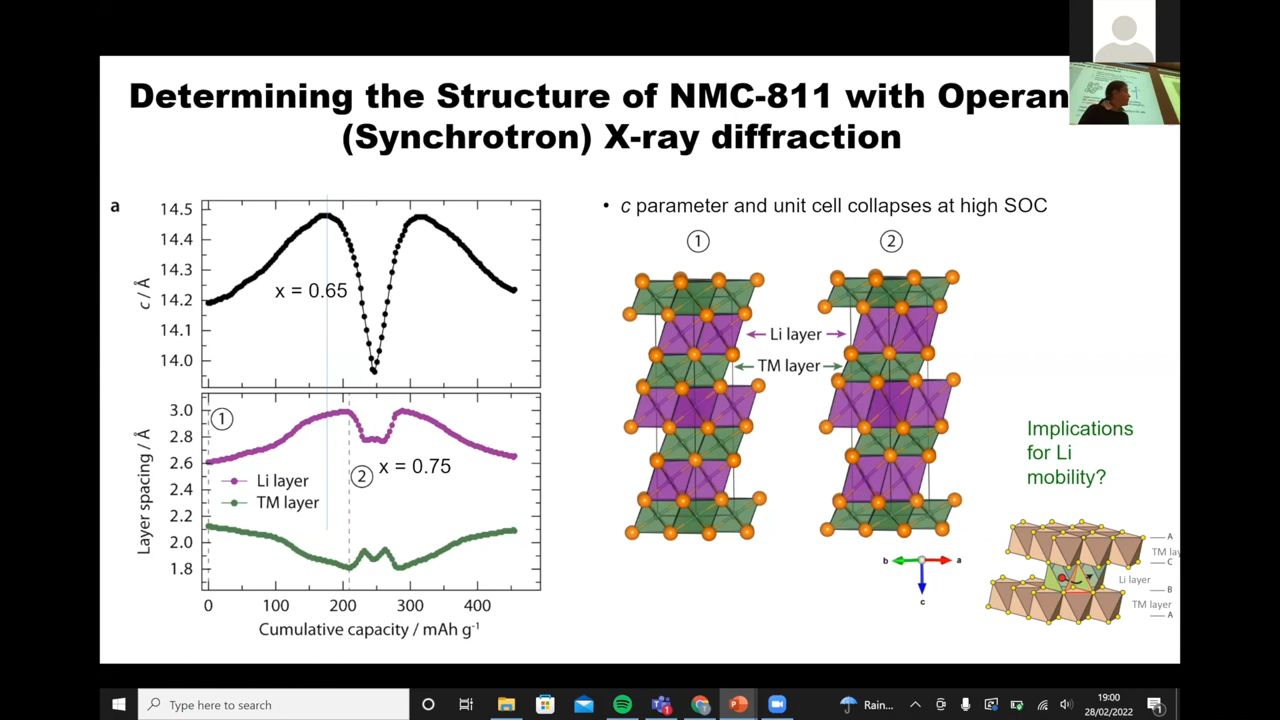 Determining the Structure of NMC-811 with Operan
(Synchrotron) X-ray diffraction
a
14.5
14.4
14.3
14.2
14.1
14.0
c / Å
x = 0.65
3.0
2.8
2.6
2.4
2.2
2.0
1.8
Layer spacing / Å
1
2
x = 0.75
Li layer
TM layer
0
100
200
300
400
Cumulative capacity / mAh g⁻¹
• c parameter and unit cell collapses at high SOC
1
2
Li layer
TM layer
b
a
c
Implications
for Li
mobility?
A
TM lay
C
Li layer
B
TM layer
A
Type here to search
1
T
Rain...
19:00
28/02/2022
1